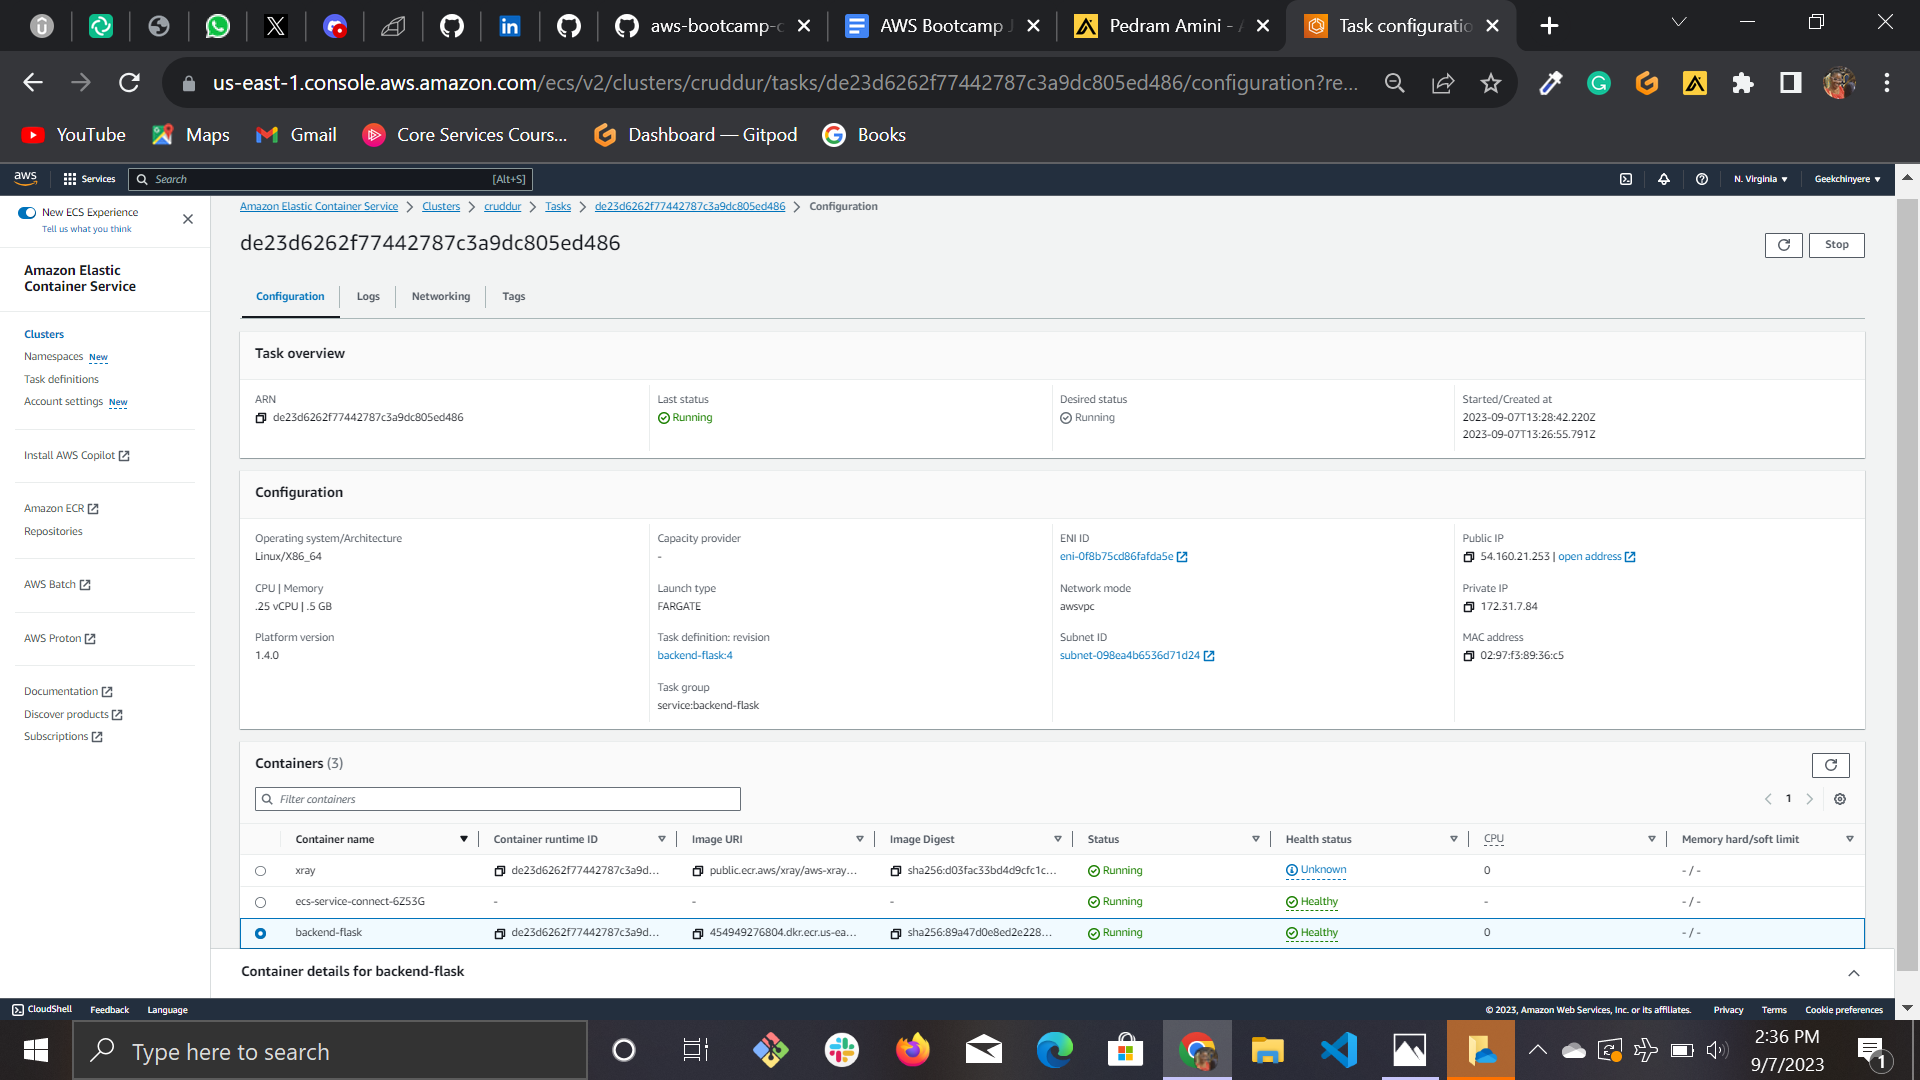 aws-bootcamp-c
AWS Bootcamp J
Pedram Amini - A
Task configuratio
us-east-1.console.aws.amazon.com/ecs/v2/clusters/cruddur/tasks/de23d6262f77442787c3a9dc805ed486/configuration?re...
YouTube Maps Gmail Core Services Cours... Dashboard — Gitpod Books
aws Services Search [Alt+S] N. Virginia Geekchinyere
New ECS Experience
Tell us what you think
Amazon Elastic Container Service Clusters cruddur Tasks de23d6262f77442787c3a9dc805ed486 Configuration
de23d6262f77442787c3a9dc805ed486
Stop
Amazon Elastic
Container Service
Clusters
Namespaces New
Task definitions
Account settings New
Install AWS Copilot
Amazon ECR
Repositories
AWS Batch
AWS Proton
Documentation
Discover products
Subscriptions
Configuration Logs Networking Tags
Task overview
ARN
de23d6262f77442787c3a9dc805ed486
Last status
Running
Desired status
Running
Started/Created at
2023-09-07T13:28:42.220Z
2023-09-07T13:26:55.791Z
Configuration
Operating system/Architecture
Linux/X86_64
CPU | Memory
.25 vCPU | .5 GB
Platform version
1.4.0
Capacity provider
-
Launch type
FARGATE
Task definition: revision
backend-flask:4
Task group
service:backend-flask
ENI ID
eni-0f8b75cd86fafda5e
Network mode
awsvpc
Subnet ID
subnet-098ea4b6536d71d24
Public IP
54.160.21.253 | open address
Private IP
172.31.7.84
MAC address
02:97:f3:89:36:c5
Containers (3)
Filter containers
1
Container name Container runtime ID Image URI Image Digest Status Health status CPU Memory hard/soft limit
xray de23d6262f77442787c3a9d... public.ecr.aws/xray/aws-xray... sha256:d03fac33bd4d9cfc1c... Running Unknown 0 - / -
ecs-service-connect-6Z53G - - - Running Healthy - - / -
backend-flask de23d6262f77442787c3a9d... 454949276804.dkr.ecr.us-ea... sha256:89a47d0e8ed2e228... Running Healthy 0 - / -
Container details for backend-flask
CloudShell Feedback Language © 2023, Amazon Web Services, Inc. or its affiliates. Privacy Terms Cookie preferences
Type here to search
2:36 PM
9/7/2023
1